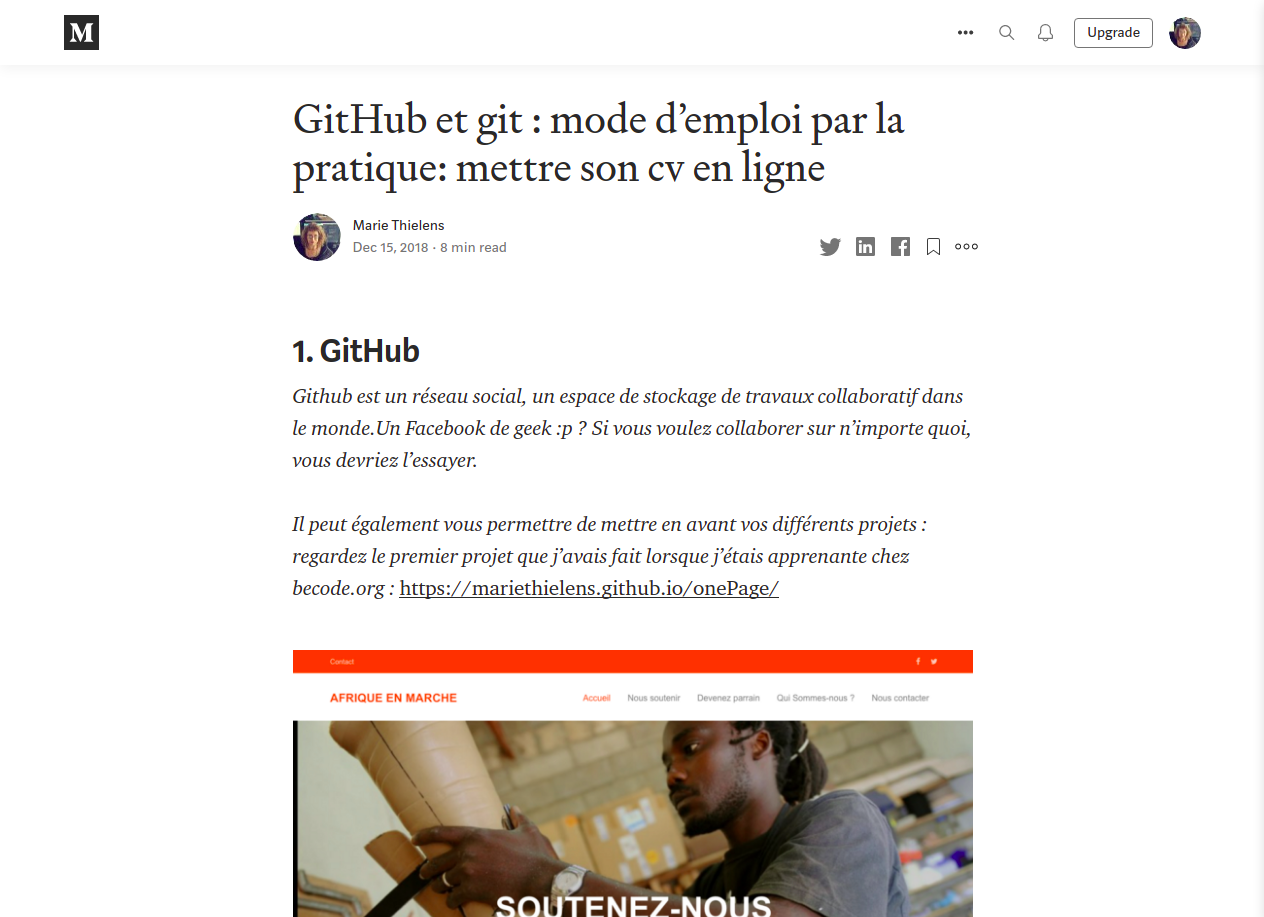 M
Upgrade
GitHub et git : mode d’emploi par la
pratique: mettre son cv en ligne
Marie Thielens
Dec 15, 2018 · 8 min read
1. GitHub
Github est un réseau social, un espace de stockage de travaux collaboratif dans
le monde.Un Facebook de geek :p ? Si vous voulez collaborer sur n’importe quoi,
vous devriez l’essayer.
Il peut également vous permettre de mettre en avant vos différents projets :
regardez le premier projet que j’avais fait lorsque j’étais apprenante chez
becode.org : https://mariethielens.github.io/onePage/
Contact
AFRIQUE EN MARCHE Accueil Nous soutenir Devenez parrain Qui Sommes-nous ? Nous contacter
SOUTENEZ-NOUS